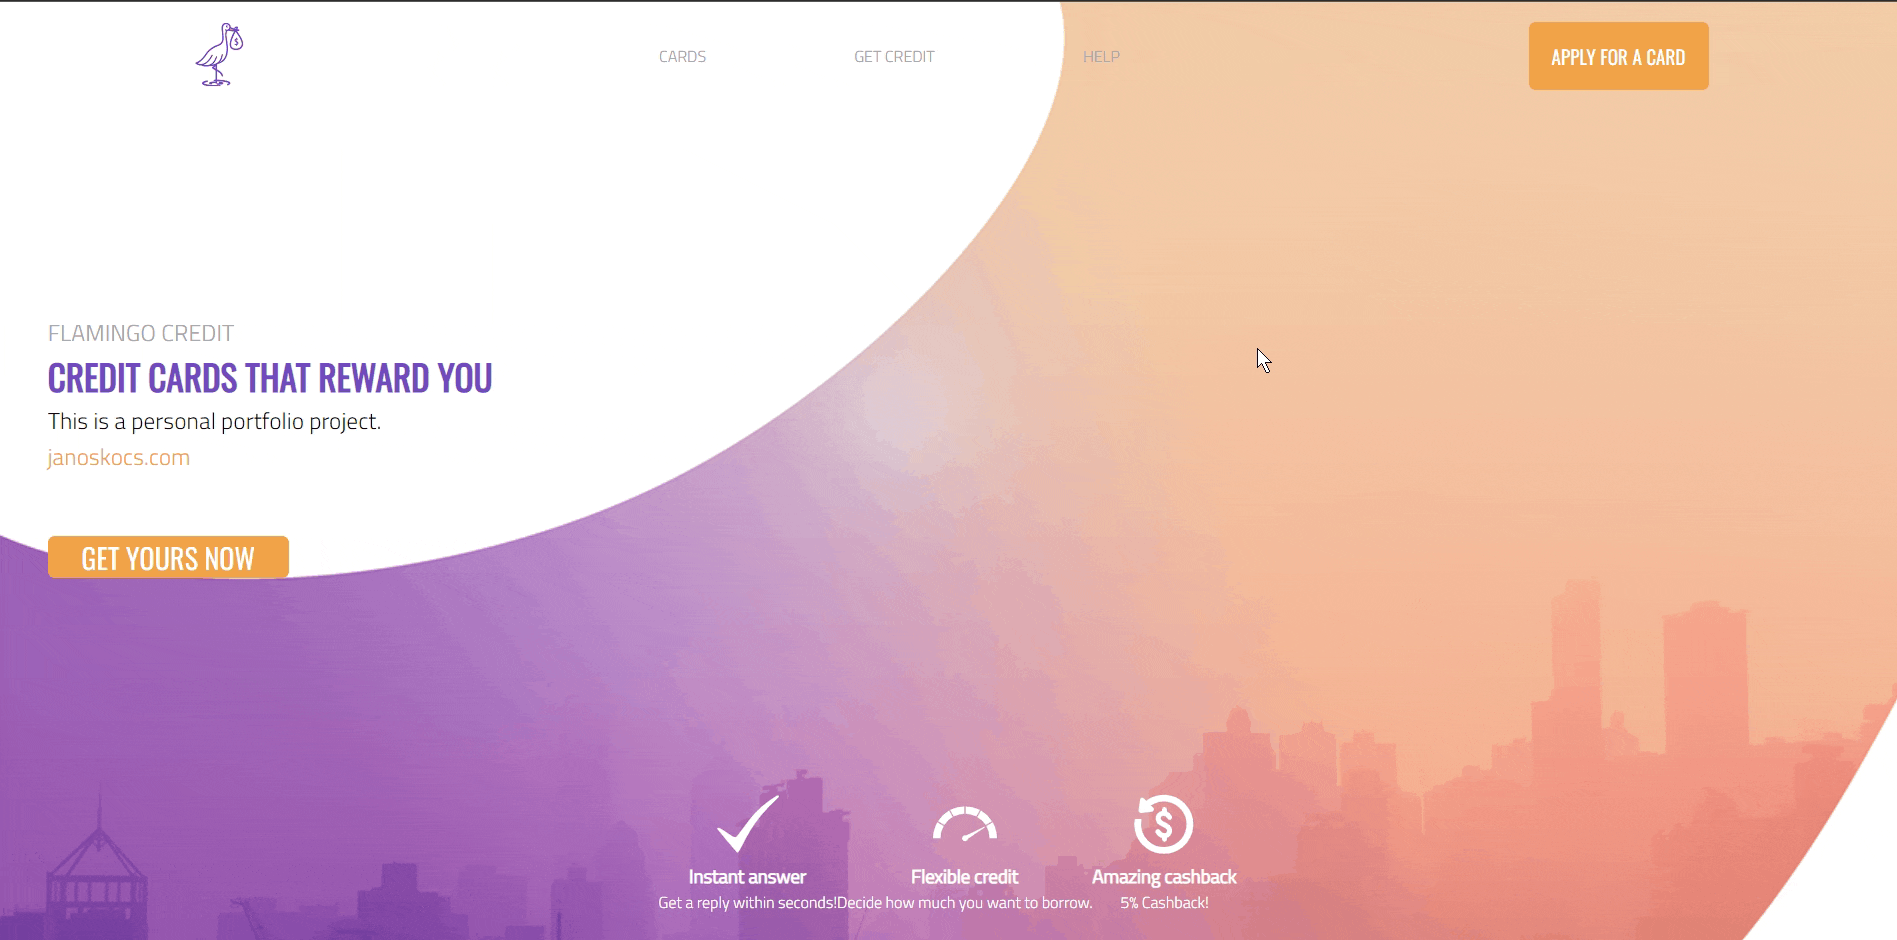 CARDS
GET CREDIT
HELP
APPLY FOR A CARD
FLAMINGO CREDIT
CREDIT CARDS THAT REWARD YOU
This is a personal portfolio project.
janoskocs.com
GET YOURS NOW
Instant answer
Get a reply within seconds!
Flexible credit
Decide how much you want to borrow.
Amazing cashback
5% Cashback!